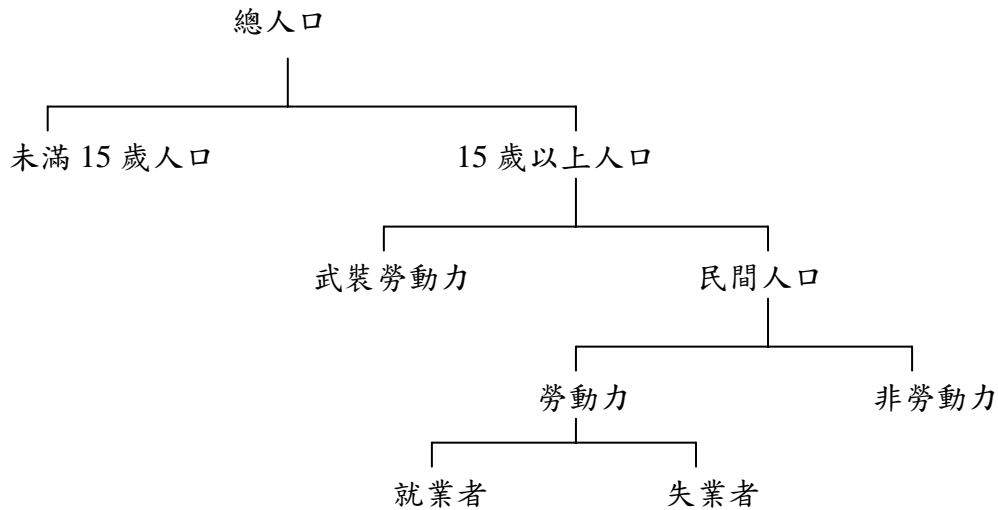 總人口
未滿 15 歲人口
15 歲以上人口
武裝勞動力
民間人口
勞動力
非勞動力
就業者
失業者